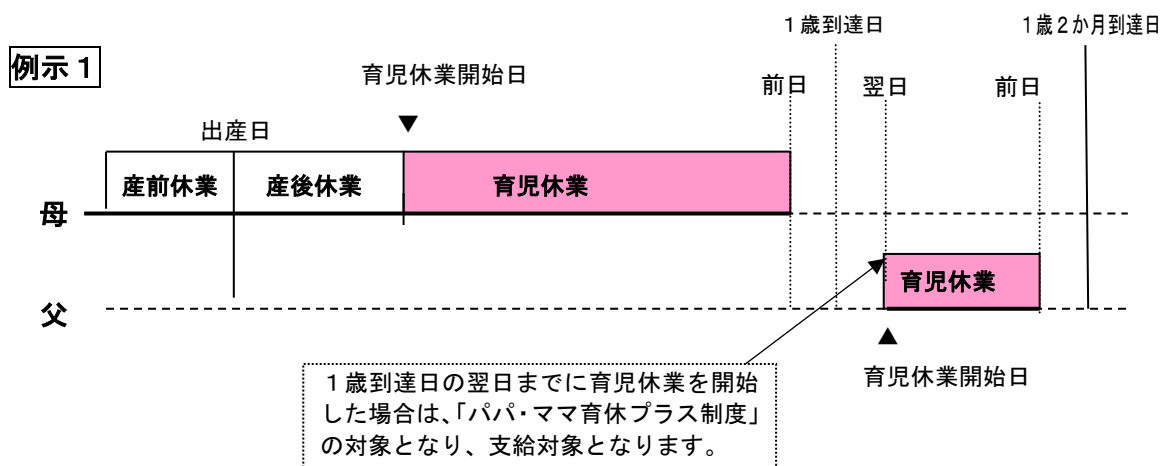 １歳到達日
１歳２か月到達日
例示１
育児休業開始日
前日
翌日
前日
出産日
▼
産前休業
産後休業
育児休業
母
育児休業
父
▲
育児休業開始日
１歳到達日の翌日までに育児休業を開始
した場合は、「パパ・ママ育休プラス制度」
の対象となり、支給対象となります。